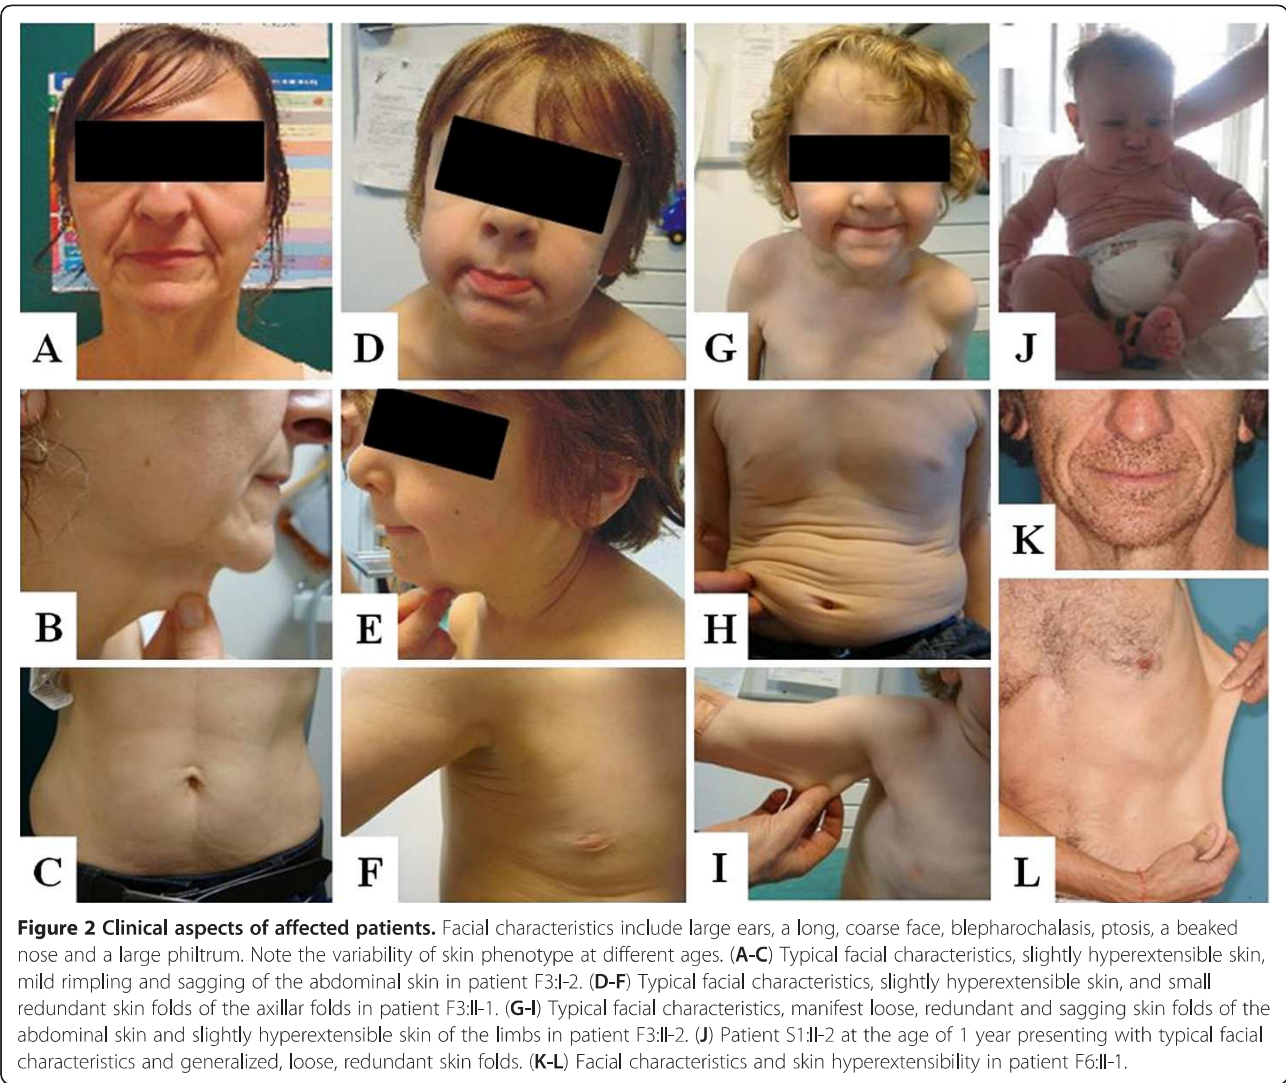 A
D
G
J
B
E
H
K
C
F
I
L
Figure 2 Clinical aspects of affected patients. Facial characteristics include large ears, a long, coarse face, blepharochalasis, ptosis, a beaked
nose and a large philtrum. Note the variability of skin phenotype at different ages. (A-C) Typical facial characteristics, slightly hyperextensible skin,
mild rimpling and sagging of the abdominal skin in patient F3:I-2. (D-F) Typical facial characteristics, slightly hyperextensible skin, and small
redundant skin folds of the axillar folds in patient F3:II-1. (G-I) Typical facial characteristics, manifest loose, redundant and sagging skin folds of the
abdominal skin and slightly hyperextensible skin of the limbs in patient F3:II-2. (J) Patient S1:II-2 at the age of 1 year presenting with typical facial
characteristics and generalized, loose, redundant skin folds. (K-L) Facial characteristics and skin hyperextensibility in patient F6:II-1.